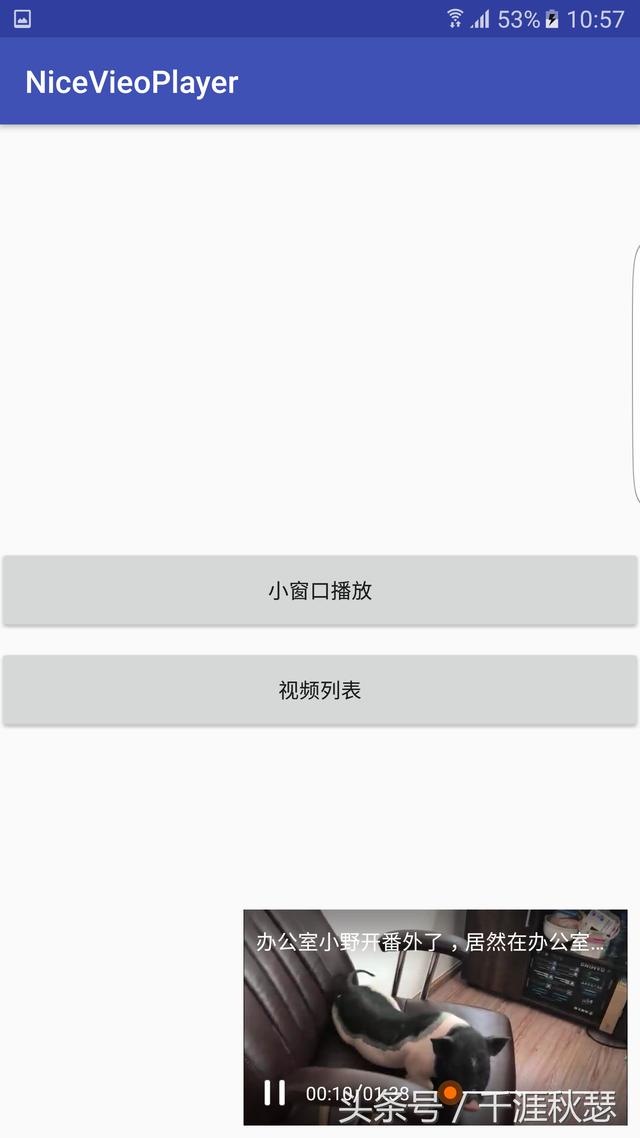 53% 10:57
NiceVieoPlayer
小窗口播放
视频列表
办公室小野开番外了，居然在办公室...
00:10/01:38
头条号 / 千涯秋瑟